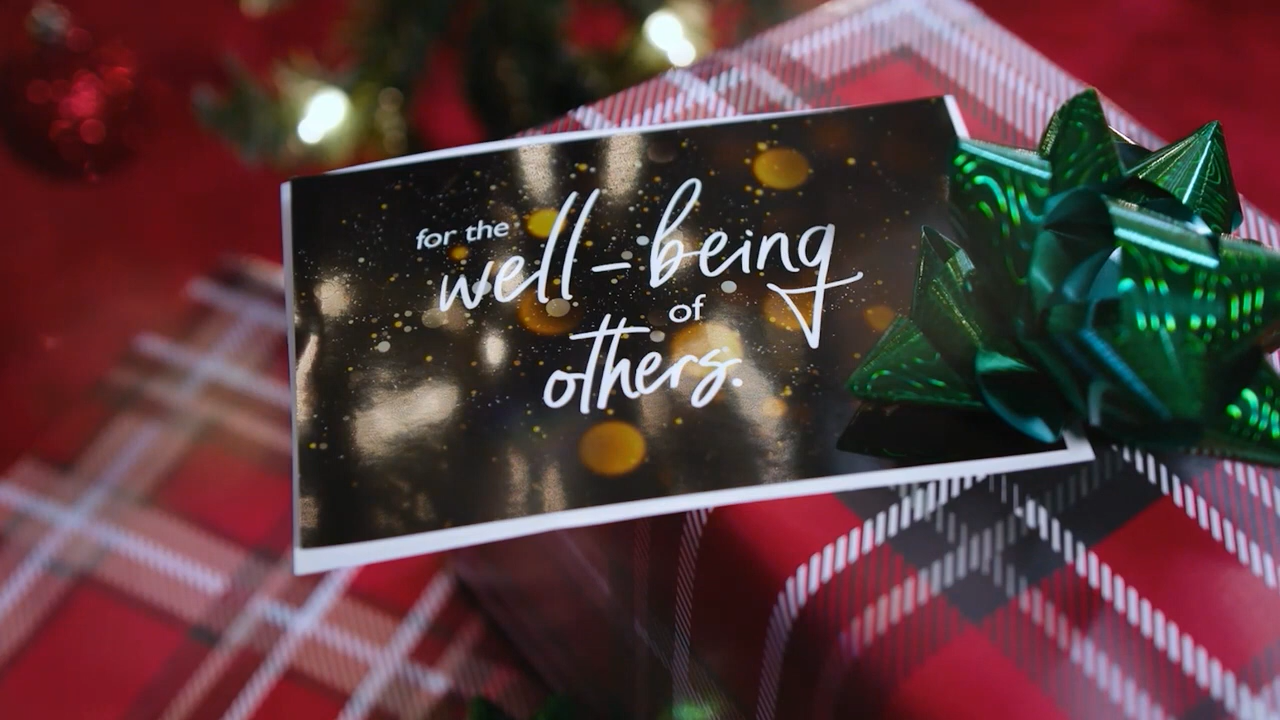 for the
well-being
of
others.